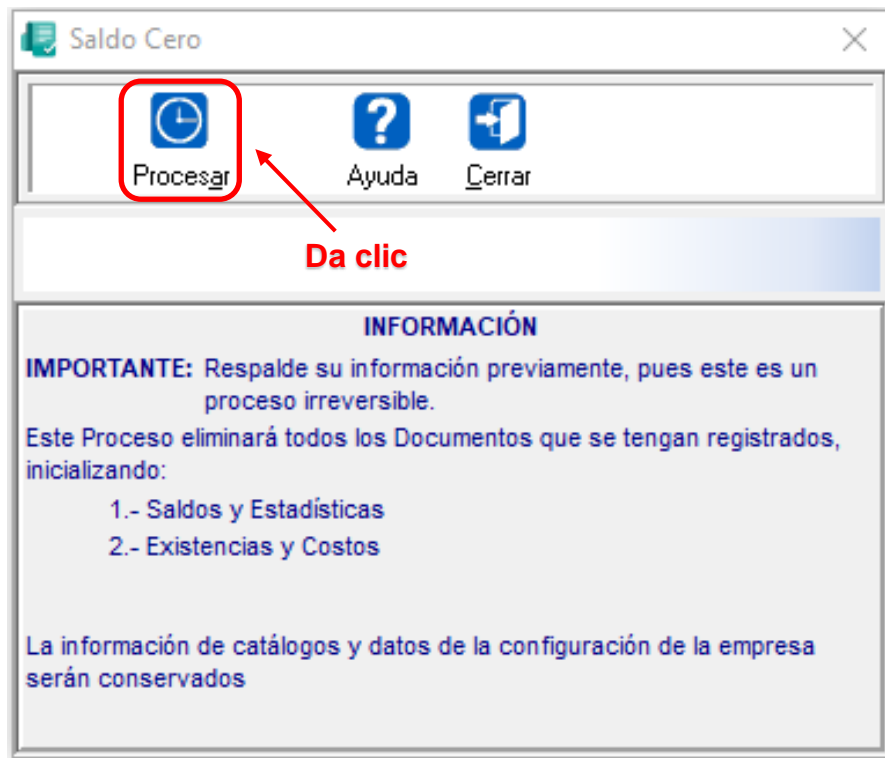 Saldo Cero
Procesar
Ayuda
Cerrar
Da clic
INFORMACIÓN
IMPORTANTE: Respalde su información previamente, pues este es un
proceso irreversible.
Este Proceso eliminará todos los Documentos que se tengan registrados,
inicializando:
1.- Saldos y Estadísticas
2.- Existencias y Costos
La información de catálogos y datos de la configuración de la empresa
serán conservados